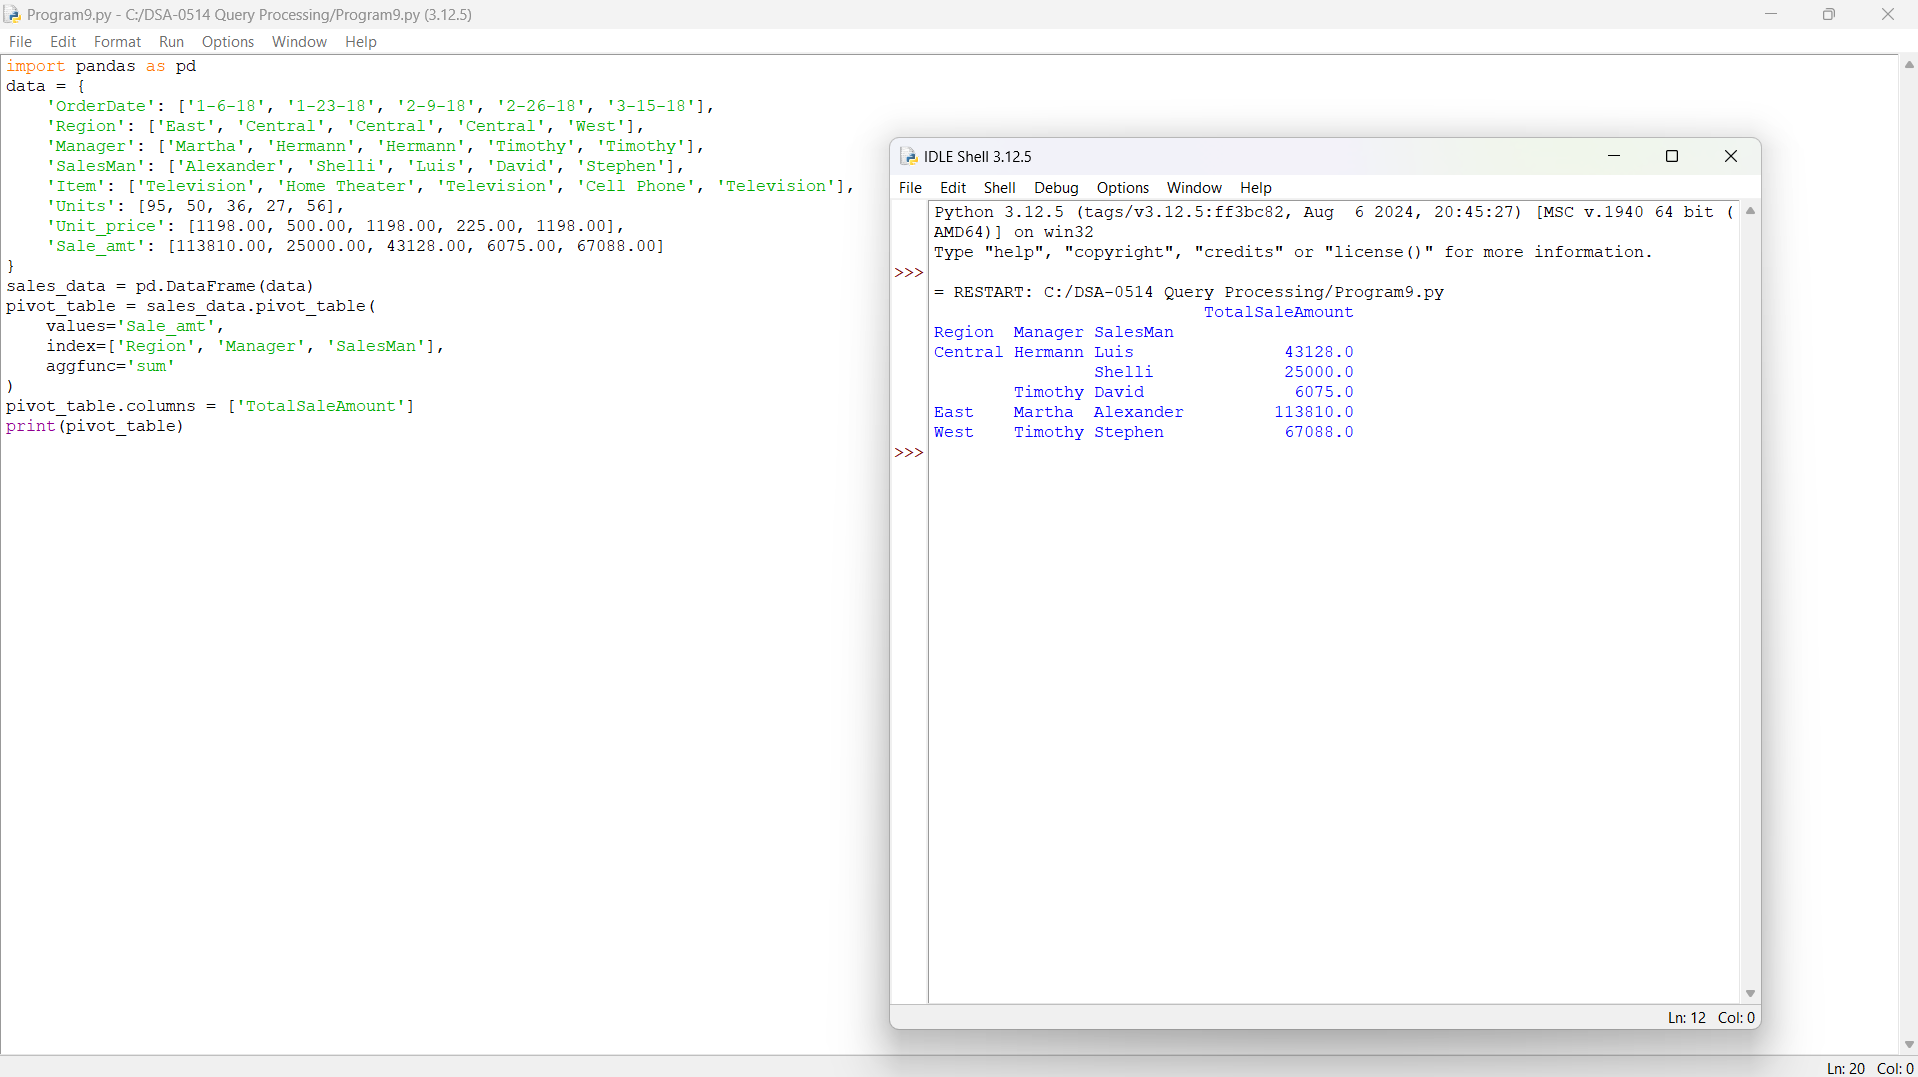 Program9.py - C:/DSA-0514 Query Processing/Program9.py (3.12.5)
File Edit Format Run Options Window Help
import pandas as pd
data = {
    'OrderDate': ['1-6-18', '1-23-18', '2-9-18', '2-26-18', '3-15-18'],
    'Region': ['East', 'Central', 'Central', 'Central', 'West'],
    'Manager': ['Martha', 'Hermann', 'Hermann', 'Timothy', 'Timothy'],
    'SalesMan': ['Alexander', 'Shelli', 'Luis', 'David', 'Stephen'],
    'Item': ['Television', 'Home Theater', 'Television', 'Cell Phone', 'Television'],
    'Units': [95, 50, 36, 27, 56],
    'Unit_price': [1198.00, 500.00, 1198.00, 225.00, 1198.00],
    'Sale_amt': [113810.00, 25000.00, 43128.00, 6075.00, 67088.00]
}
sales_data = pd.DataFrame(data)
pivot_table = sales_data.pivot_table(
    values='Sale_amt',
    index=['Region', 'Manager', 'SalesMan'],
    aggfunc='sum'
)
pivot_table.columns = ['TotalSaleAmount']
print(pivot_table)
IDLE Shell 3.12.5
File Edit Shell Debug Options Window Help
Python 3.12.5 (tags/v3.12.5:ff3bc82, Aug  6 2024, 20:45:27) [MSC v.1940 64 bit (
AMD64)] on win32
Type "help", "copyright", "credits" or "license()" for more information.
>>>
= RESTART: C:/DSA-0514 Query Processing/Program9.py
                           TotalSaleAmount
Region  Manager SalesMan
Central Hermann Luis               43128.0
                Shelli             25000.0
        Timothy David               6075.0
East    Martha  Alexander         113810.0
West    Timothy Stephen            67088.0
>>>
Ln: 12 Col: 0
Ln: 20 Col: 0